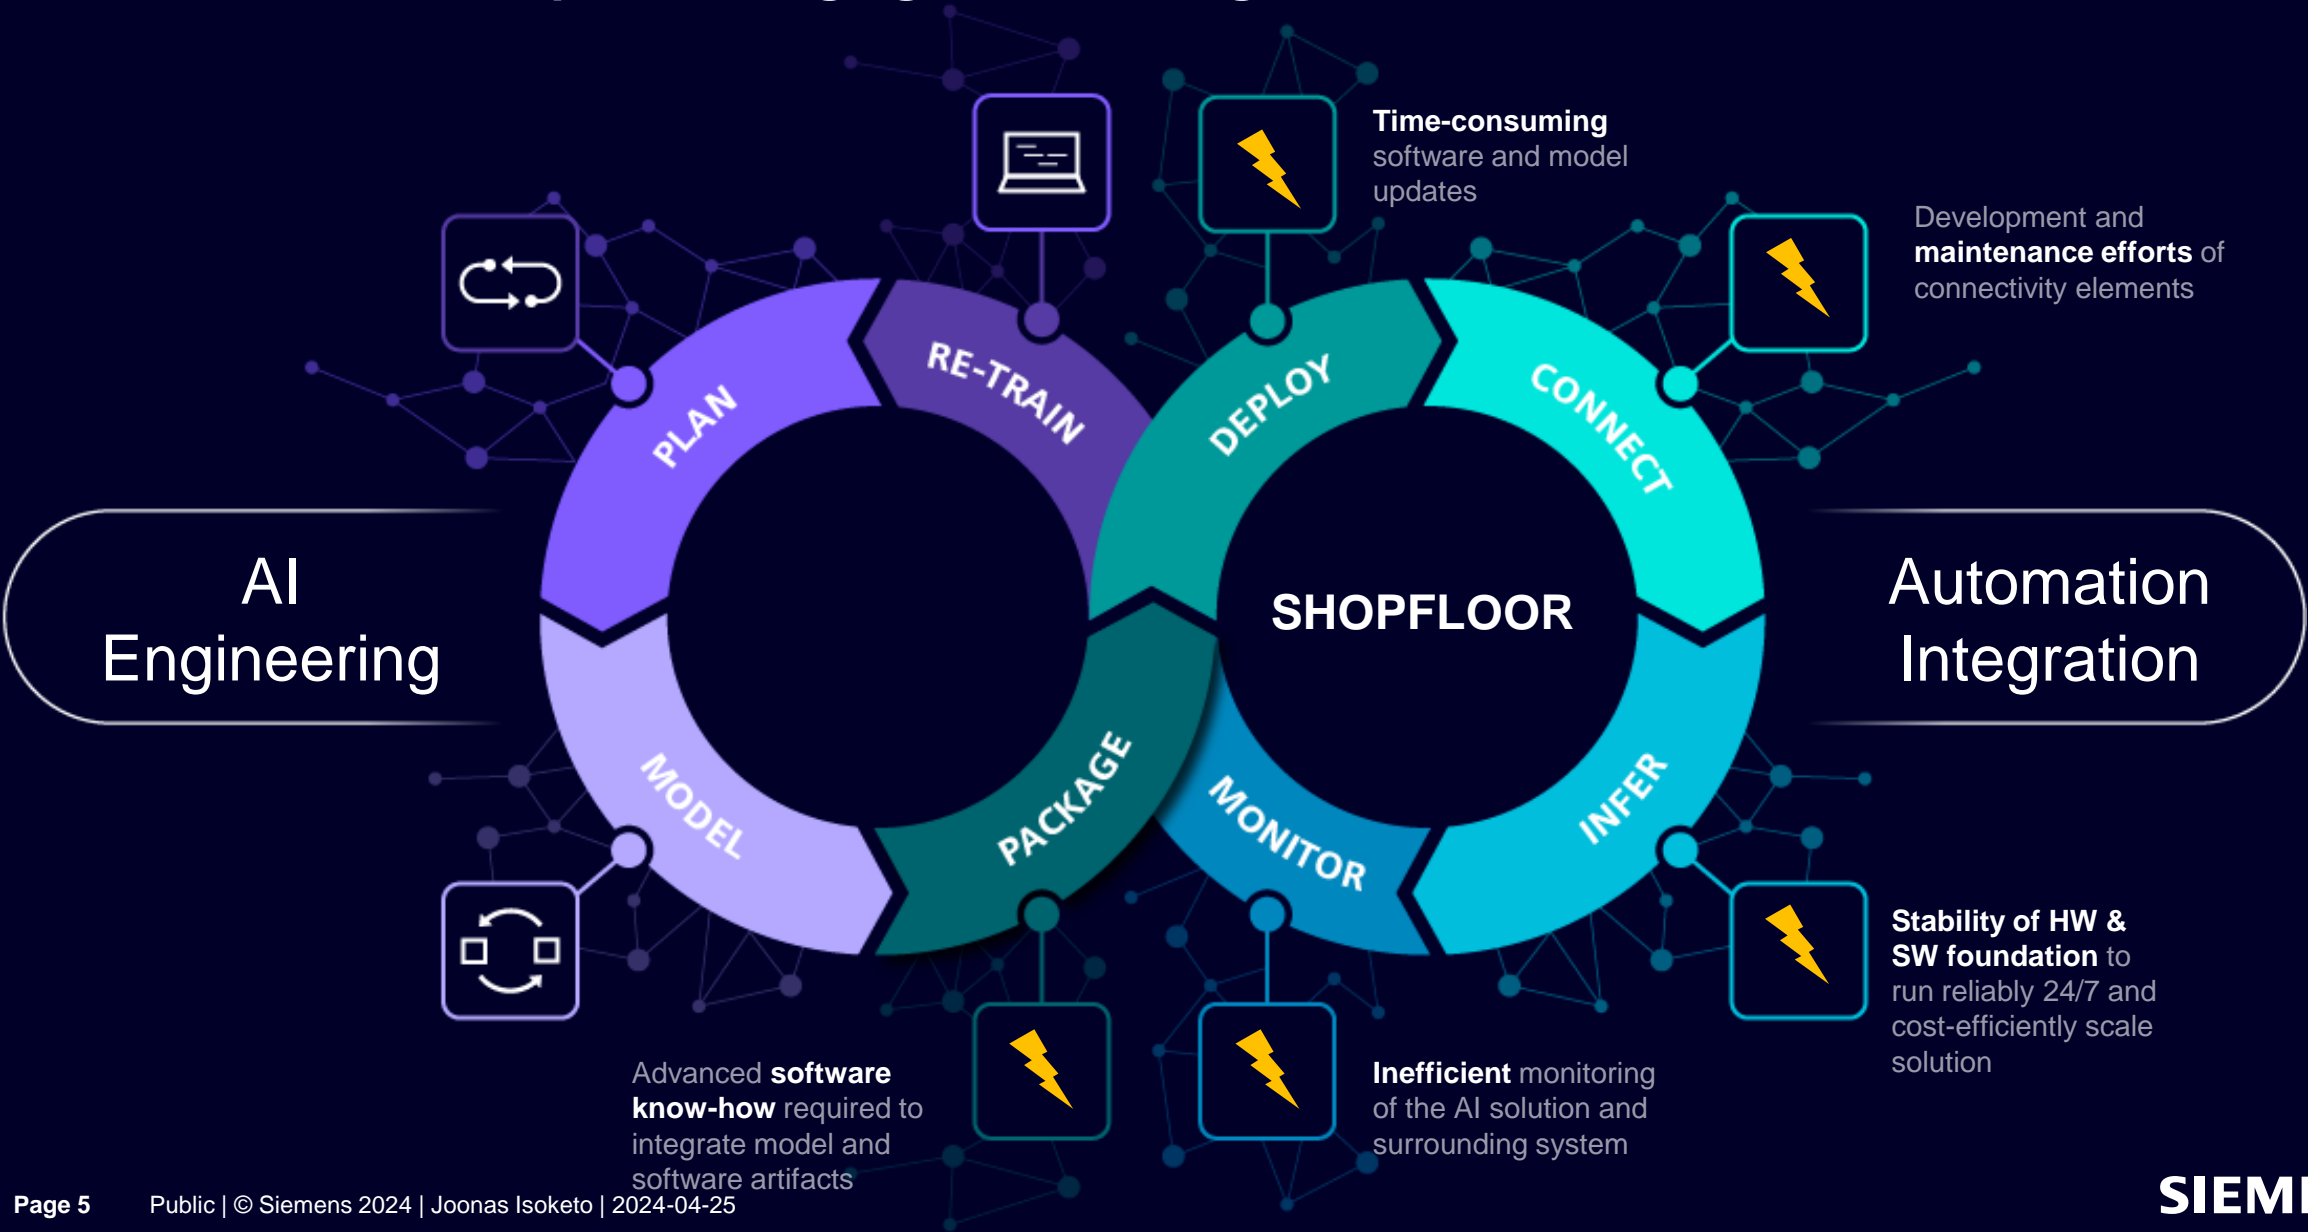 Time-consuming
software and model
updates
Development and
maintenance efforts of
connectivity elements
PLAN
RE-TRAIN
DEPLOY
CONNECT
AI
Engineering
SHOPFLOOR
Automation
Integration
MODEL
PACKAGE
MONITOR
INFER
Stability of HW &
SW foundation to
run reliably 24/7 and
cost-efficiently scale
solution
Advanced software
know-how required to
integrate model and
software artifacts
Inefficient monitoring
of the AI solution and
surrounding system
Page 5 Public | © Siemens 2024 | Joonas Isoketo | 2024-04-25